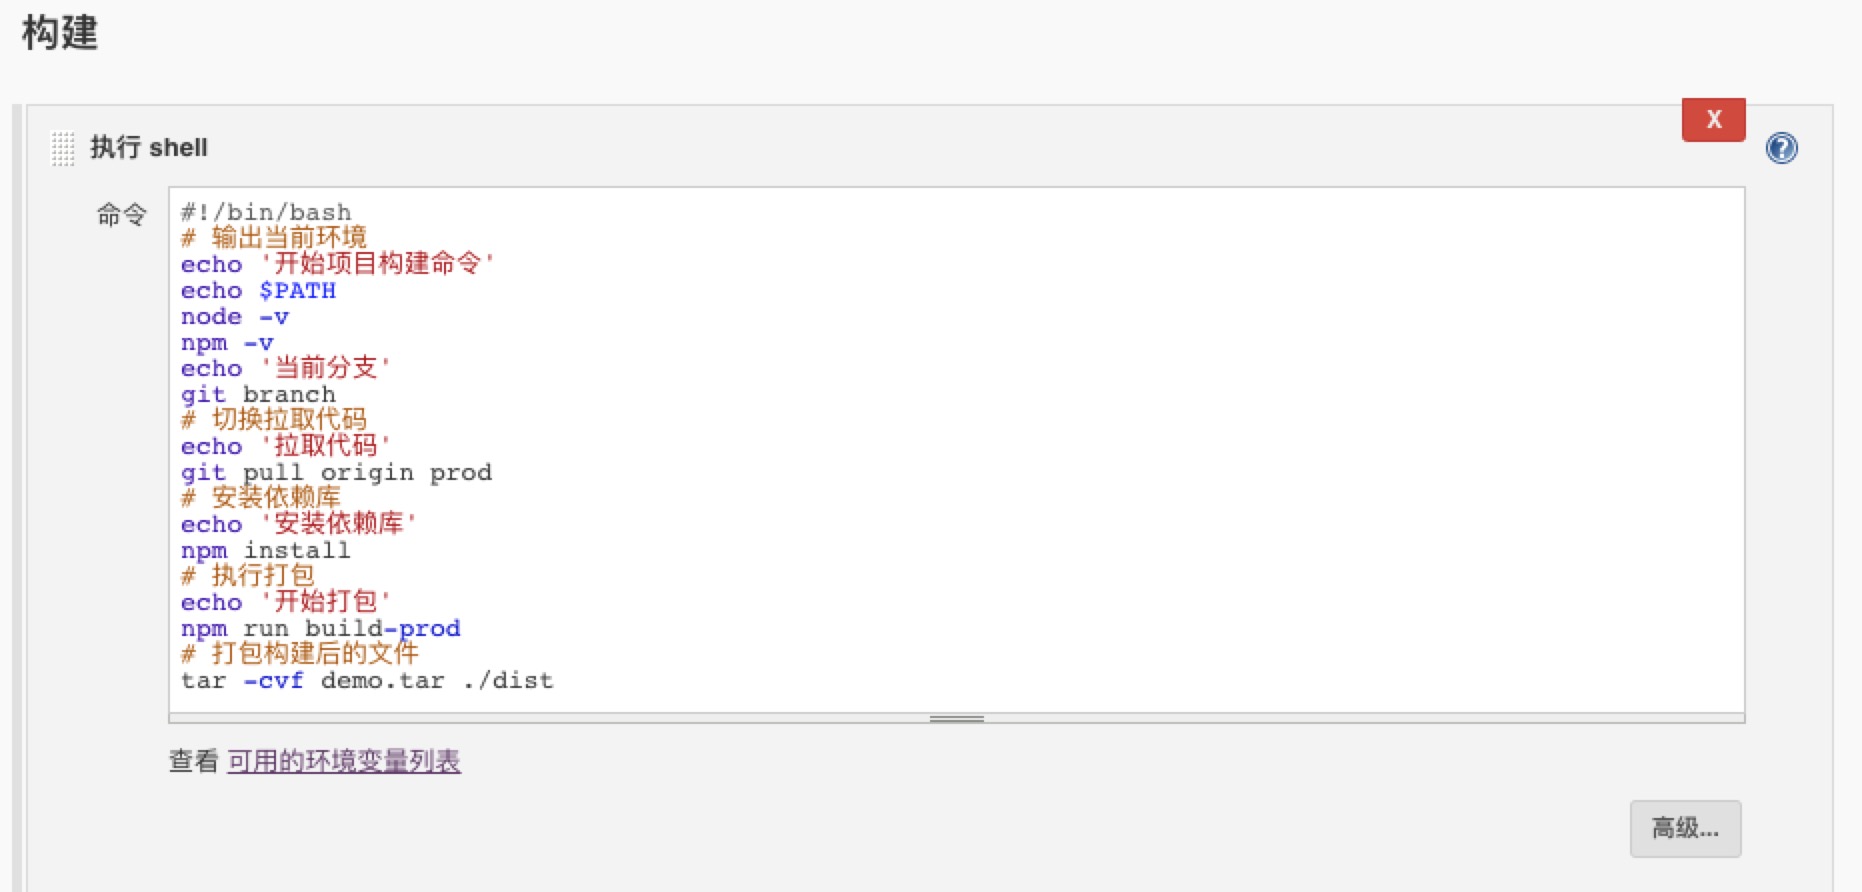 构建
执行 shell
X
?
命令
#!/bin/bash
# 输出当前环境
echo '开始项目构建命令'
echo $PATH
node -v
npm -v
echo '当前分支'
git branch
# 切换拉取代码
echo '拉取代码'
git pull origin prod
# 安装依赖库
echo '安装依赖库'
npm install
# 执行打包
echo '开始打包'
npm run build-prod
# 打包构建后的文件
tar -cvf demo.tar ./dist
查看 可用的环境变量列表
高级...